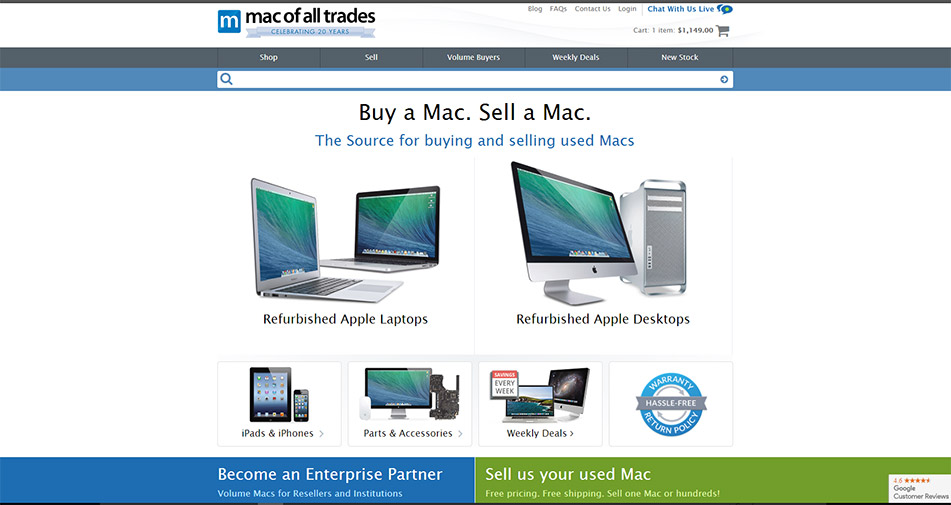 Blog FAQs Contact Us Login Chat With Us Live
m mac of all trades
CELEBRATING 20 YEARS
Cart: 1 item: $1,149.00
Shop Sell Volume Buyers Weekly Deals New Stock
Buy a Mac. Sell a Mac.
The Source for buying and selling used Macs
Refurbished Apple Laptops
Refurbished Apple Desktops
SAVINGS
EVERY
WEEK
WARRANTY
HASSLE-FREE
RETURN POLICY
iPads & iPhones >
Parts & Accessories >
Weekly Deals >
Become an Enterprise Partner
Volume Macs for Resellers and Institutions
Sell us your used Mac
Free pricing. Free shipping. Sell one Mac or hundreds!
4.6 ★★★★★
Google
Customer Reviews